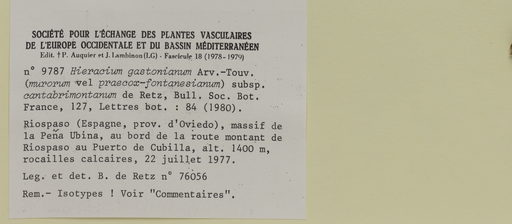 SOCIÉTÉ POUR L'ÉCHANGE DES PLANTES VASCULAIRES
DE L'EUROPE OCCIDENTALE ET DU BASSIN MÉDITERRANÉEN
Edit. † P. Auquier et J. Lambinon (LG) - Fascicule 18 (1978-1979)
n° 9787 Hieracium gastonianum Arv.-Touv.
(murorum vel prascox-fontanesianum) subsp.
cantabrimontanum de Retz, Bull. Soc. Bot.
France, 127, Lettres bot. : 84 (1980).
Riospaso (Espagne, prov. d'Oviedo), massif de
la Peña Ubina, au bord de la route montant de
Riospaso au Puerto de Cubilla, alt. 1400 m,
rocailles calcaires, 22 juillet 1977.
Leg. et det. B. de Retz n° 76056
Rem.- Isotypes ! Voir "Commentaires".